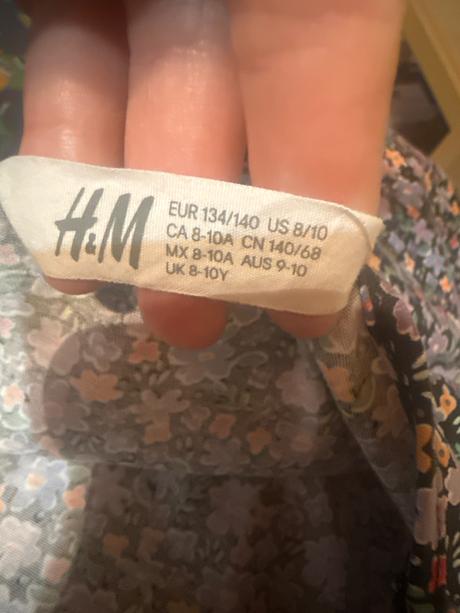 H&M
EUR 134/140 US 8/10
CA 8-10A CN 140/68
MX 8-10A AUS 9-10
UK 8-10Y